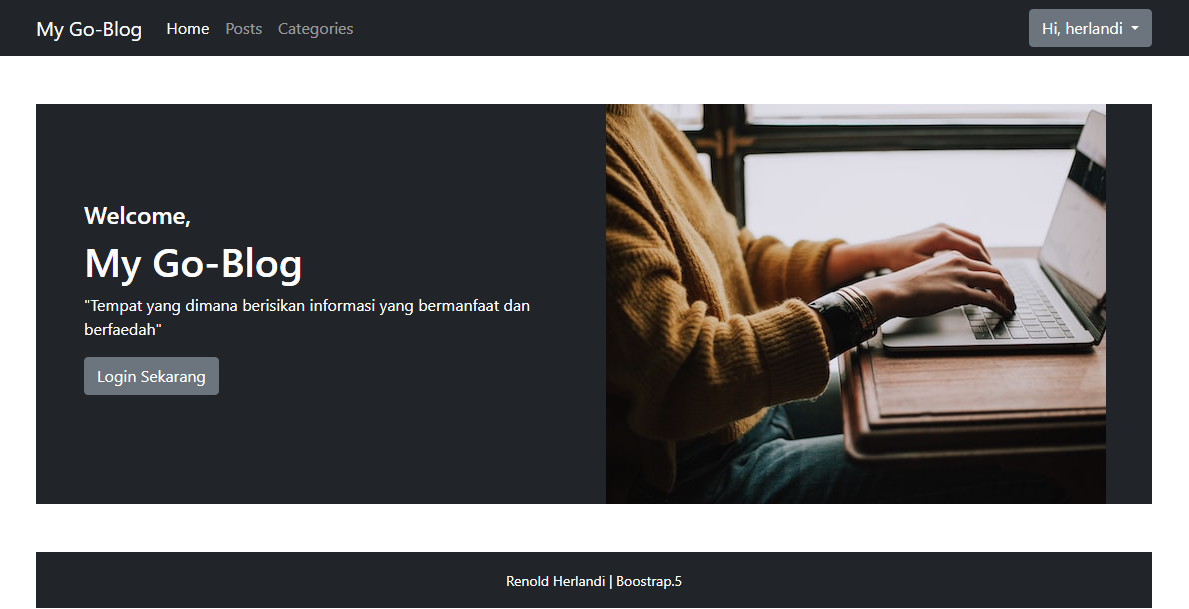 My Go-Blog Home Posts Categories Hi, herlandi
Welcome,
My Go-Blog
"Tempat yang dimana berisikan informasi yang bermanfaat dan
berfaedah"
Login Sekarang
Renold Herlandi | Boostrap.5